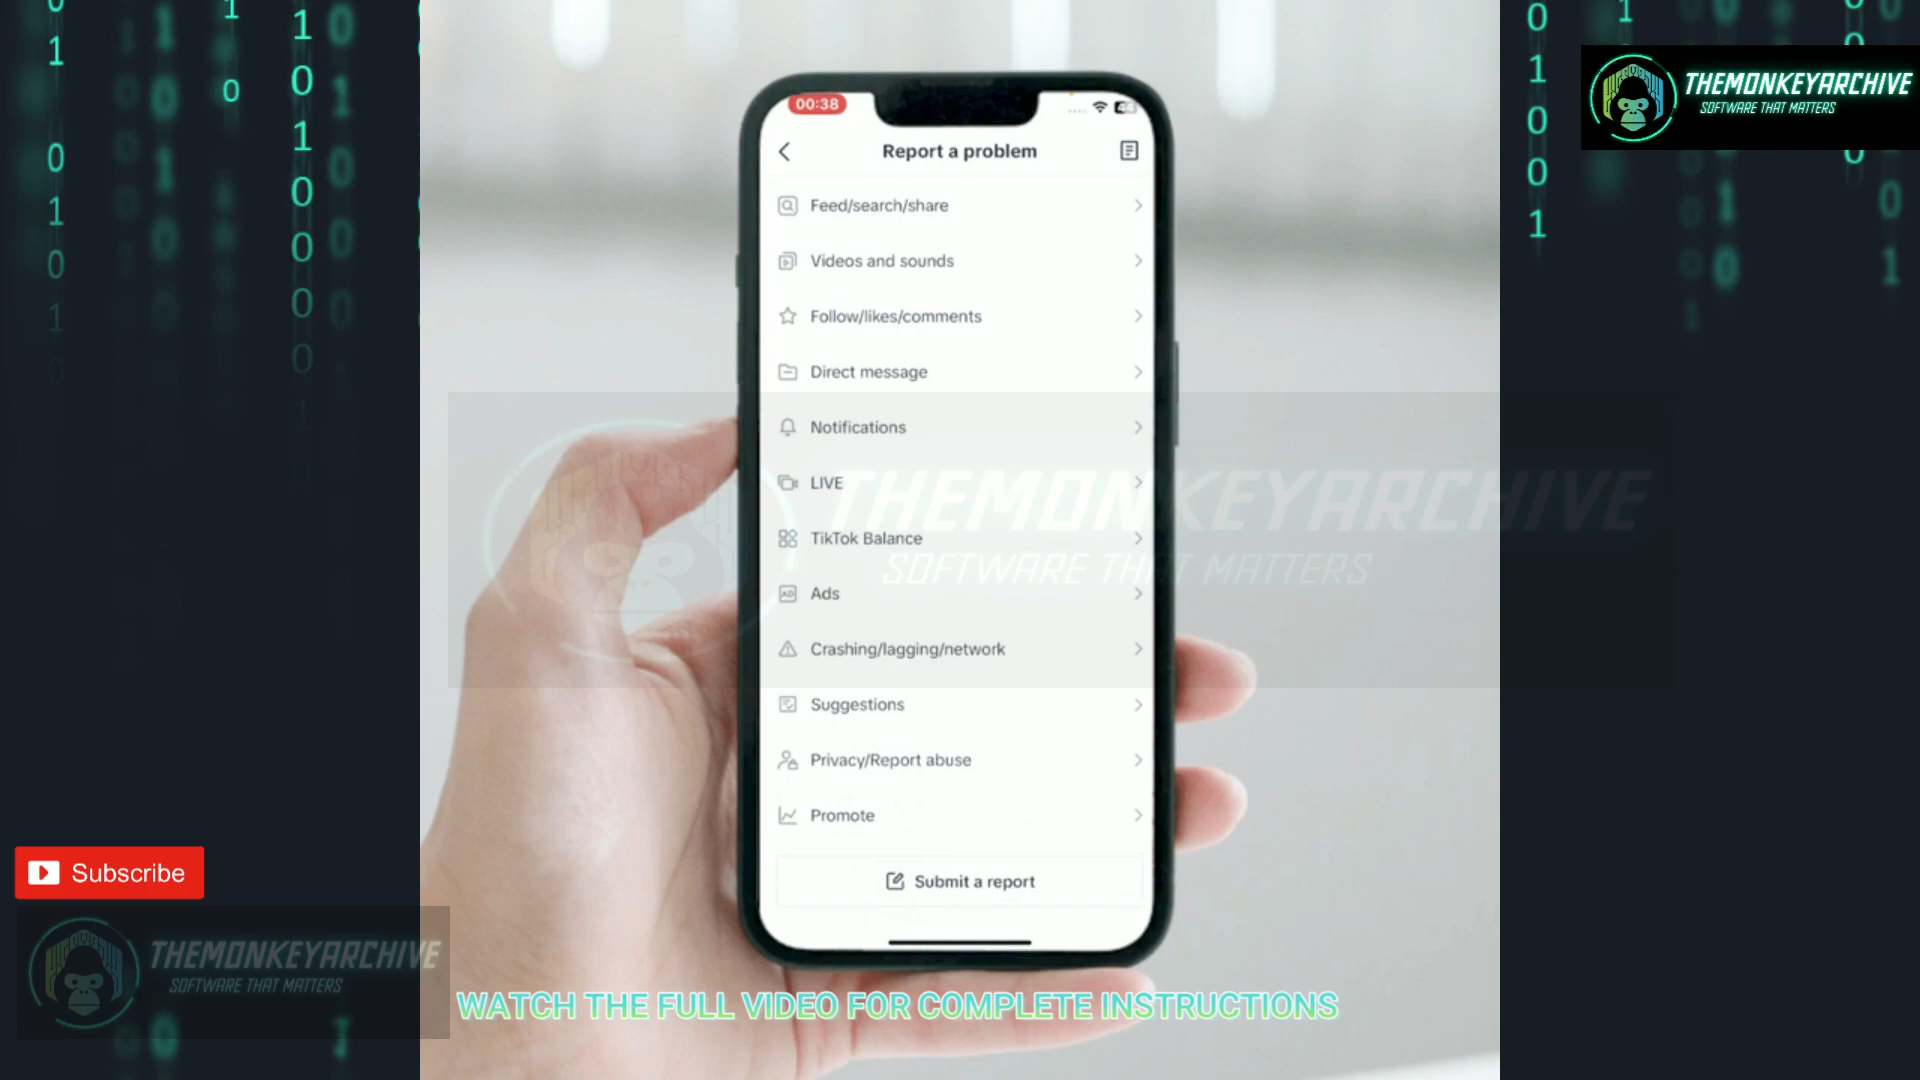 THEMONKEYARCHIVE
SOFTWARE THAT MATTERS
00:38
Report a problem
Feed/search/share
Videos and sounds
Follow/likes/comments
Direct message
Notifications
LIVE
TikTok Balance
AD Ads
Crashing/lagging/network
Suggestions
Privacy/Report abuse
Promote
Submit a report
THEMONKEYARCHIVE
SOFTWARE THAT MATTERS
Subscribe
THEMONKEYARCHIVE
SOFTWARE THAT MATTERS
WATCH THE FULL VIDEO FOR COMPLETE INSTRUCTIONS